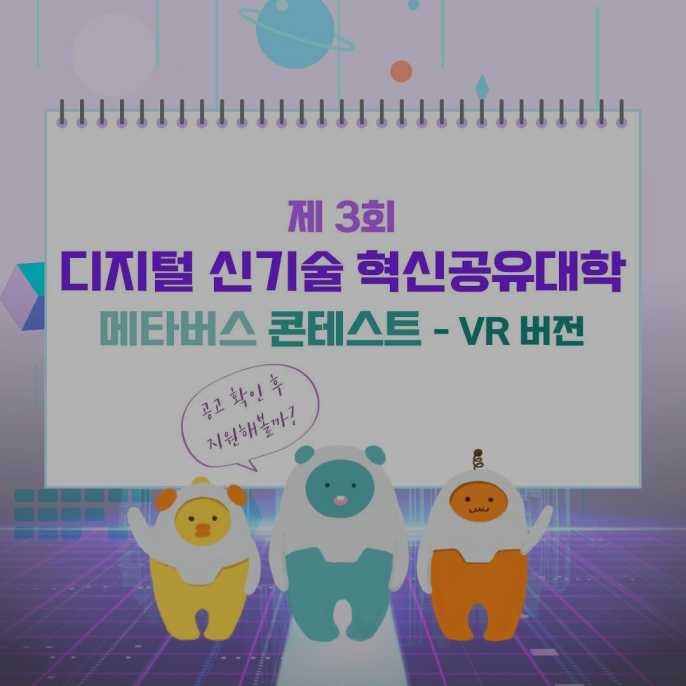 제 3회
디지털 신기술 혁신공유대학
메타버스 콘테스트 - VR 버전
공고 확인 후
지원해볼까?